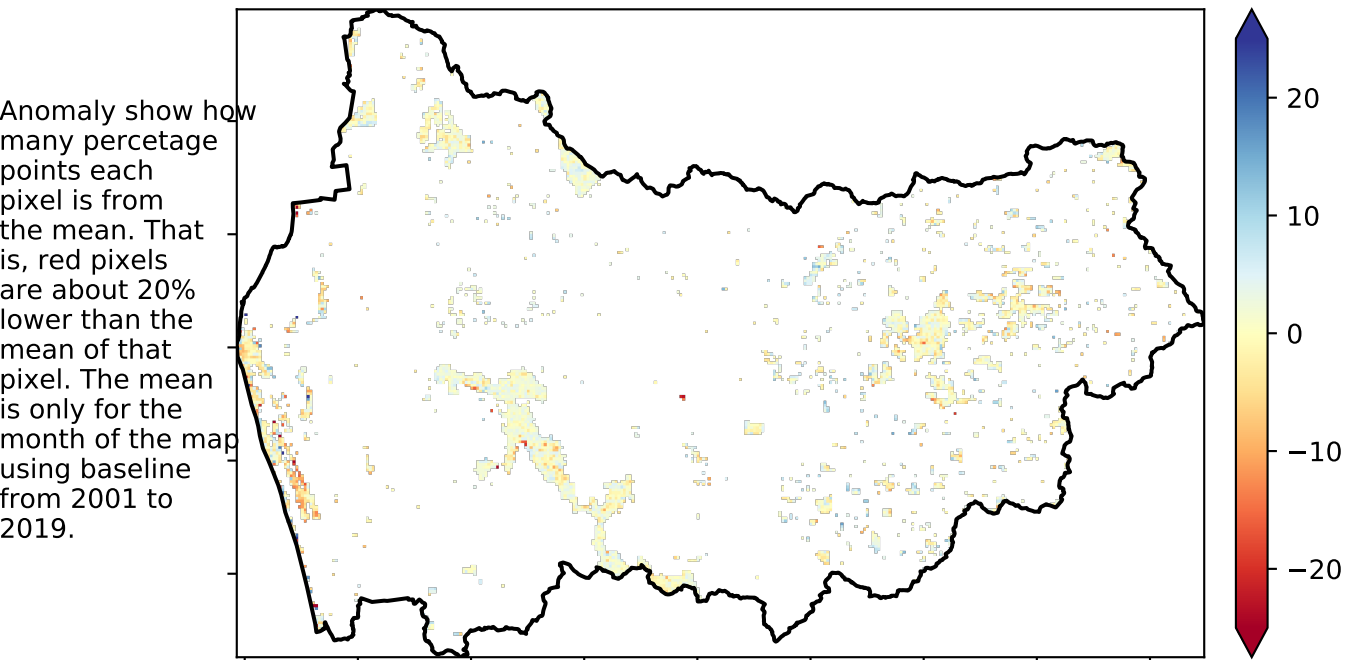 Anomaly show how
many percetage
points each
pixel is from
the mean. That
is, red pixels
are about 20%
lower than the
mean of that
pixel. The mean
is only for the
month of the map
using baseline
from 2001 to
2019.
20
10
0
−10
−20